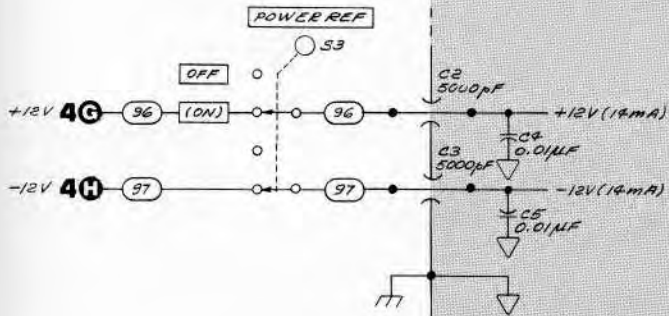 POWER REF
S3
OFF
C2
5000pF
+12V 4G 96 (ON) 96 +12V (14mA)
C4
0.01µF
C3
5000pF
-12V 4H 97 97 -12V (14mA)
C5
0.01µF